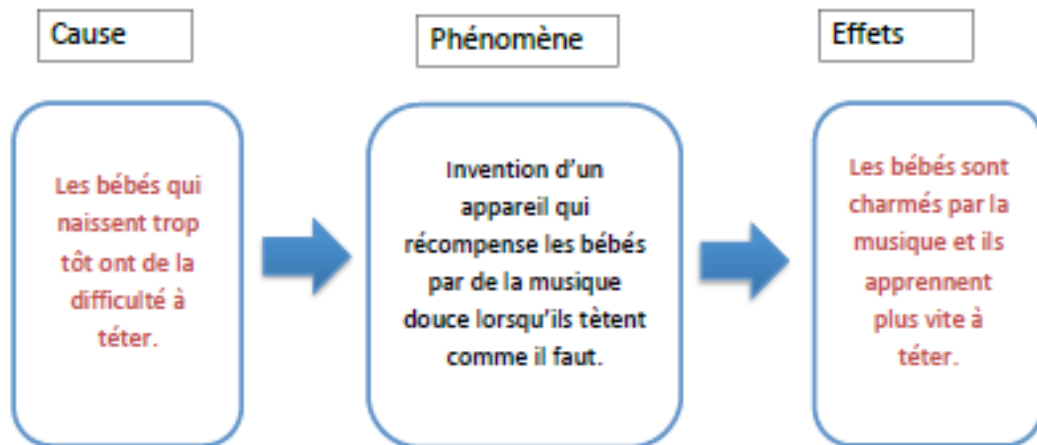 Cause
Phénomène
Effets
Les bébés qui
naissent trop
tôt ont de la
difficulté à
téter.
Invention d'un
appareil qui
récompense les bébés
par de la musique
douce lorsqu'ils tètent
comme il faut.
Les bébés sont
charmés par la
musique et ils
apprennent
plus vite à
téter.